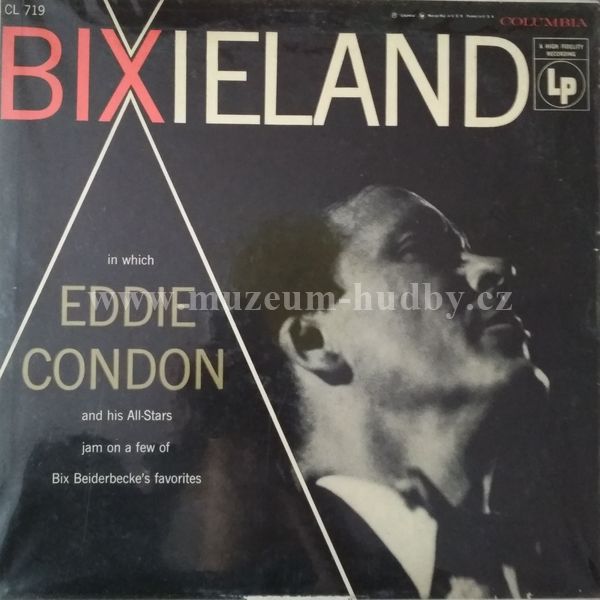 CL 719
COLUMBIA
BIXIELAND
A HIGH FIDELITY
RECORDING
LP
in which
EDDIE
www.muzeum-hudby.cz
CONDON
and his All-Stars
jam on a few of
Bix Beiderbecke's favorites